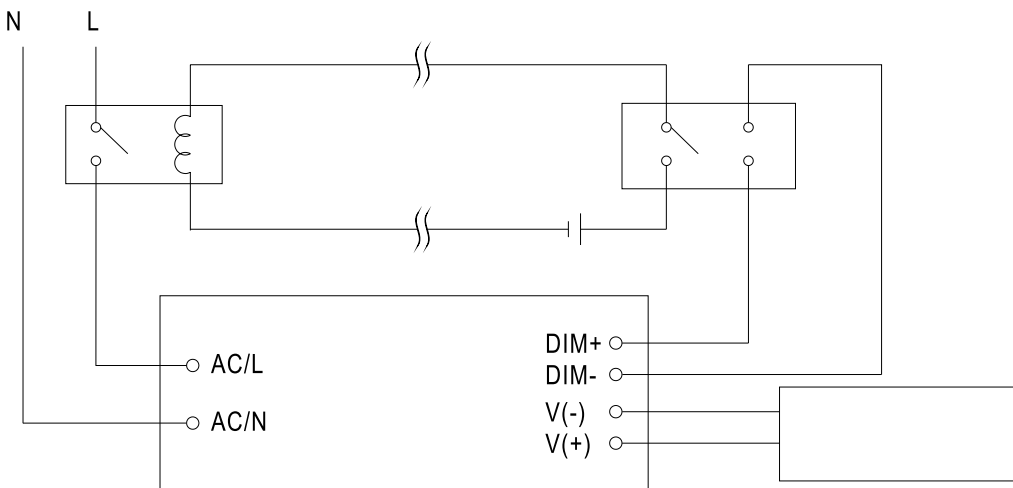 N L
AC/L
AC/N
DIM+
DIM-
V(-)
V(+)